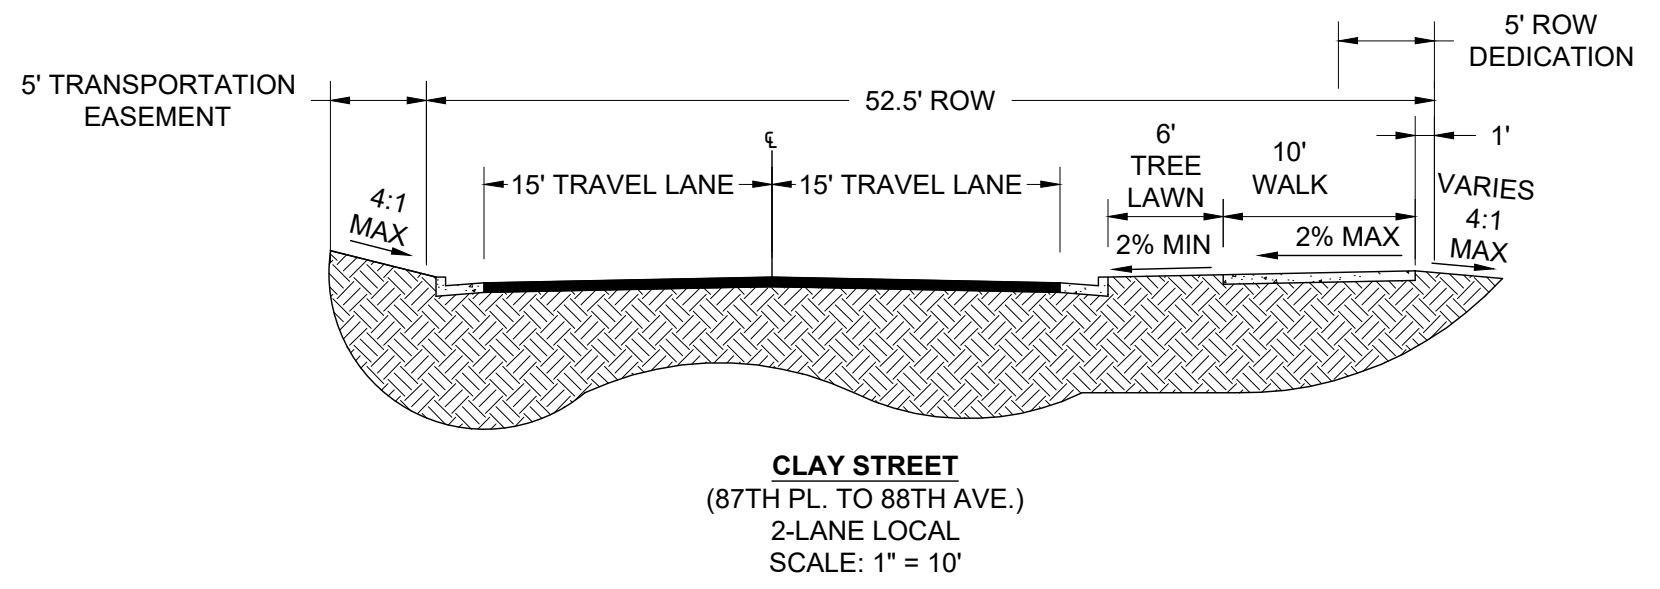 5' ROW
DEDICATION
5' TRANSPORTATION
EASEMENT
52.5' ROW
℄
15' TRAVEL LANE
15' TRAVEL LANE
6'
TREE
LAWN
10'
WALK
1'
4:1
MAX
2% MIN
2% MAX
VARIES
4:1
MAX
CLAY STREET
(87TH PL. TO 88TH AVE.)
2-LANE LOCAL
SCALE: 1" = 10'